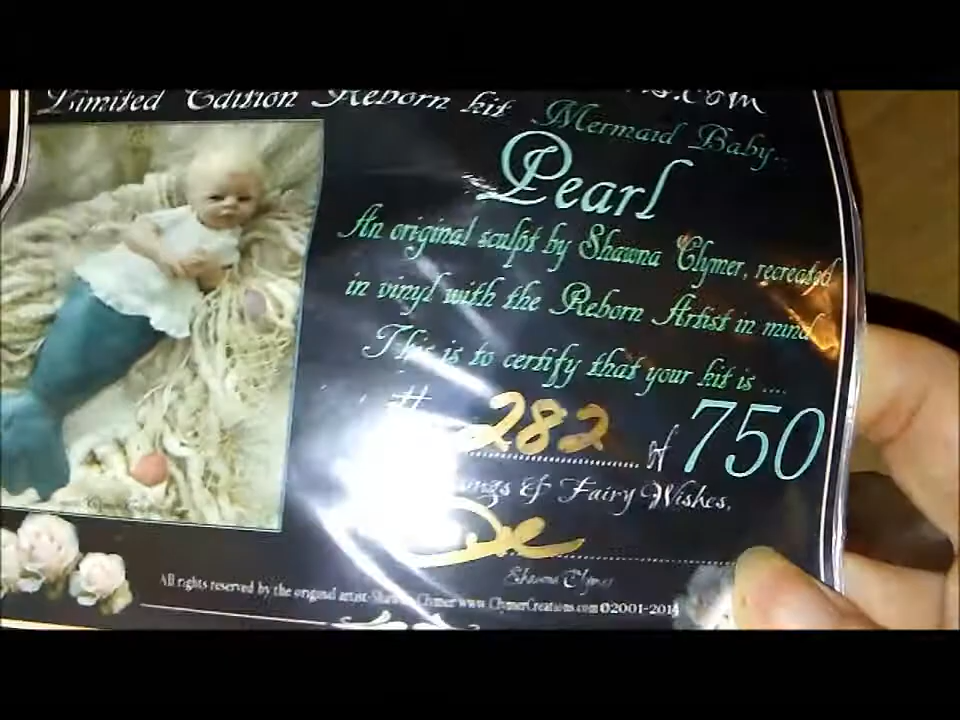 Limited Edition Reborn kit Mermaid Baby..
Pearl
An original sculpt by Shawna Clymer, recreated
in vinyl with the Reborn Artist in mind
This is to certify that your kit is ....
# 282 of 750
& Fairy Wishes,
Shawna Clymer
All rights reserved by the original artist-Shawna Clymer www.ClymerCreations.com ©2001-2014